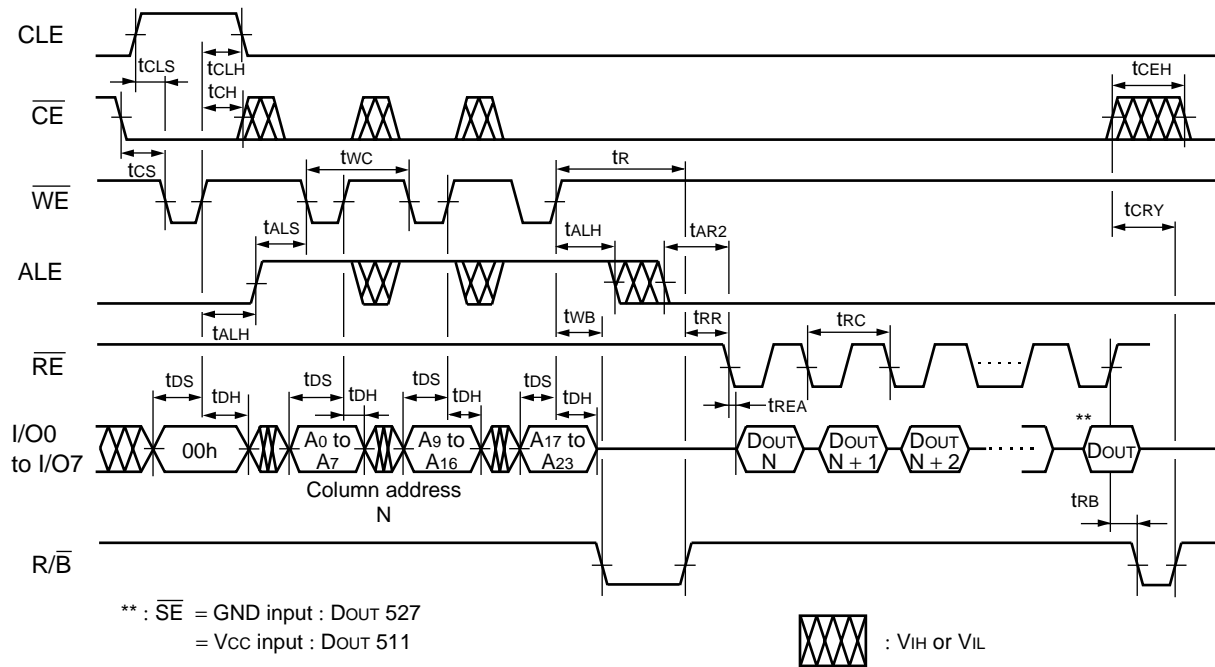 CLE
tCLS
tCLH
tCH
tCEH
CE
tCS
tWC
tR
WE
tCRY
tALS
tALH
tAR2
ALE
tALH
tWB
tRR
tRC
RE
tDS
tDH
tDS
tDH
tDS
tDH
tDS
tDH
tREA
**
I/O0
to I/O7
00h
A0 to
A7
A9 to
A16
A17 to
A23
DOUT
N
DOUT
N + 1
DOUT
N + 2
DOUT
Column address
N
tRB
R/B
** : SE = GND input : DOUT 527
= VCC input : DOUT 511
: VIH or VIL